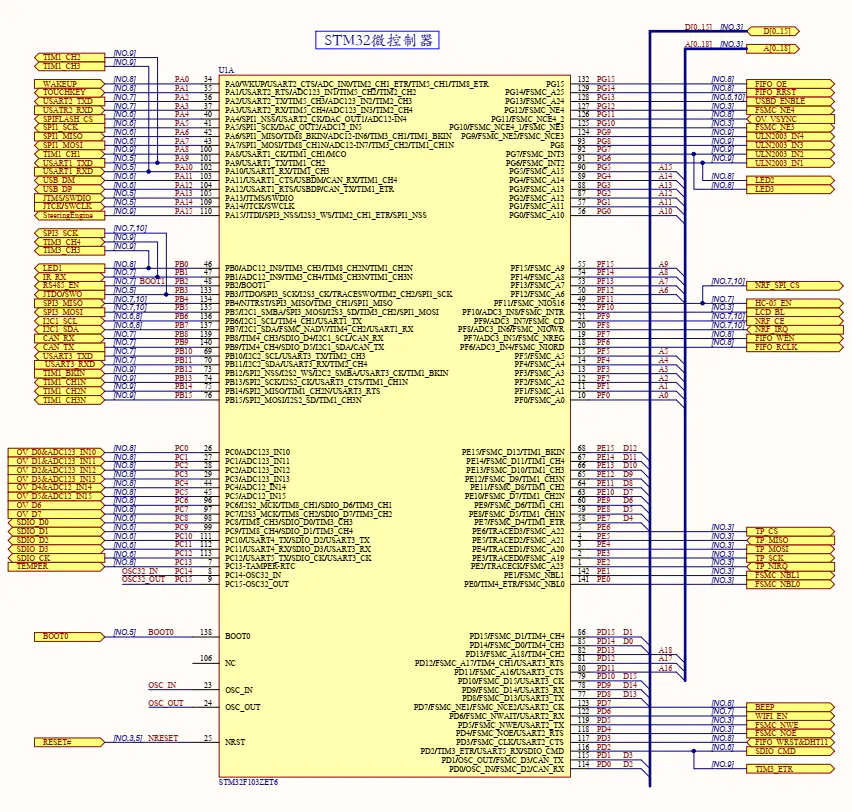 STM32微控制器
D[0..15] [NO.3] D[0..15]
A[0..18] [NO.3] A[0..18]
U1A
TIM1_CH2 [NO.9]
TIM1_CH3 [NO.9]
WAKEUP [NO.8] PA0 34 PA0/WKUP/USART2_CTS/ADC_IN0/TIM2_CH1_ETR/TIM5_CH1/TIM8_ETR
TOUCHKEY [NO.8] PA1 35 PA1/USART2_RTS/ADC123_IN1/TIM5_CH2/TIM2_CH2
USART2_TXD [NO.7] PA2 36 PA2/USART2_TX/TIM5_CH3/ADC123_IN2/TIM2_CH3
USATR2_RXD [NO.7] PA3 37 PA3/USART2_RX/TIM5_CH4/ADC123_IN3/TIM2_CH4
SPIFLASH_CS [NO.6] PA4 40 PA4/SPI1_NSS/USART2_CK/DAC_OUT1/ADC12-IN4
SPI1_SCK PA5 41 PA5/SPI1_SCK/DAC_OUT2/ADC12_IN5
SPI1_MISO PA6 42 PA6/SPI1_MISO/TIM8_BKIN/ADC12-IN6/TIM3_CH1/TIM1_BKIN
SPI1_MOSI PA7 43 PA7/SPI1_MOSI/TIM8_CH1N/ADC12-IN7/TIM3_CH2/TIM1_CH1N
TIM1_CH1 PA8 100 PA8/USART1_CK/TIM1_CH1/MCO
USART1_TXD PA9 101 PA9/USART1_TX/TIM1_CH2
USART1_RXD PA10 102 PA10/USART1_RX/TIM1_CH3
USB_DM PA11 103 PA11/USART1_CTS/USBDM/CAN_RX/TIM1_CH4
USB_DP PA12 104 PA12/USART1_RTS/USBDP/CAN_TX/TIM1_ETR
JTMS/SWDIO PA13 105 PA13/JTMS/SWDIO
JTCK/SWCLK PA14 109 PA14/JTCK/SWCLK
SteeringEngine PA15 110 PA15/JTDI/SPI3_NSS/I2S3_WS/TIM2_CH1_ETR/SPI1_NSS
SPI3_SCK [NO.7,10]
TIM3_CH4 [NO.9]
TIM3_CH3 [NO.9]
LED1 [NO.8] PB0 46 PB0/ADC12_IN8/TIM3_CH3/TIM8_CH2N/TIM1_CH2N
IR_RX PB1 47 PB1/ADC12_IN9/TIM3_CH4/TIM8_CH3N/TIM1_CH3N
RS485_EN BOOT1 PB2 48 PB2/BOOT1
JTDO/SWO PB3 133 PB3/JTDO/SPI3_SCK/I2S3_CK/TRACESWO/TIM2_CH2/SPI1_SCK
SPI3_MISO [NO.7,10] PB4 134 PB4/NJTRST/SPI3_MISO/TIM3_CH1/SPI1_MISO
SPI3_MOSI [NO.7,10] PB5 135 PB5/I2C1_SMBA/SPI3_MOSI/I2S3_SD/TIM3_CH2/SPI1_MOSI
I2C1_SCL [NO.6,8] PB6 136 PB6/I2C1_SCL/TIM4_CH1/USART1_TX
I2C1_SDA [NO.6,8] PB7 137 PB7/I2C1_SDA/FSMC_NADV/TIM4_CH2/USART1_RX
CAN_RX [NO.7] PB8 139 PB8/TIM4_CH3/SDIO_D4/I2C1_SCL/CAN_RX
CAN_TX [NO.7] PB9 140 PB9/TIM4_CH4/SDIO_D5/I2C1_SDA/CAN_TX
USART3_TXD [NO.7] PB10 69 PB10/I2C2_SCL/USART3_TX/TIM2_CH3
USART3_RXD [NO.7] PB11 70 PB11/I2C2_SDA/USART3_RX/TIM2_CH4
TIM1_BKIN [NO.9] PB12 73 PB12/SPI2_NSS/I2S2_WS/I2C2_SMBA/USART3_CK/TIM1_BKIN
TIM1_CH1N [NO.9] PB13 74 PB13/SPI2_SCK/I2S2_CK/USART3_CTS/TIM1_CH1N
TIM1_CH2N [NO.9] PB14 75 PB14/SPI2_MISO/TIM1_CH2N/USART3_RTS
TIM1_CH3N [NO.9] PB15 76 PB15/SPI2_MOSI/I2S2_SD/TIM1_CH3N
OV_D0&ADC123_IN10 [NO.8] PC0 26 PC0/ADC123_IN10
OV_D1&ADC123_IN11 [NO.8] PC1 27 PC1/ADC123_IN11
OV_D2&ADC123_IN12 [NO.8] PC2 28 PC2/ADC123_IN12
OV_D3&ADC123_IN13 [NO.8] PC3 29 PC3/ADC123_IN13
OV_D4&ADC12_IN14 [NO.8] PC4 44 PC4/ADC12_IN14
OV_D5&ADC12_IN15 [NO.8] PC5 45 PC5/ADC12_IN15
OV_D6 [NO.8] PC6 96 PC6/I2S2_MCK/TIM8_CH1/SDIO_D6/TIM3_CH1
OV_D7 [NO.8] PC7 97 PC7/I2S3_MCK/TIM8_CH2/SDIO_D7/TIM3_CH2
SDIO_D0 [NO.6] PC8 98 PC8/TIM8_CH3/SDIO_D0/TIM3_CH3
SDIO_D1 [NO.6] PC9 99 PC9/TIM8_CH4/SDIO_D1/TIM3_CH4
SDIO_D2 [NO.6] PC10 111 PC10/UART4_TX/SDIO_D2/USART3_TX
SDIO_D3 [NO.6] PC11 112 PC11/UART4_RX/SDIO_D3/USART3_RX
SDIO_CK [NO.6] PC12 113 PC12/UART5_TX/SDIO_CK/USART3_CK
TEMPER [NO.8] PC13 7 PC13-TAMPER-RTC
OSC32_IN PC14 8 PC14-OSC32_IN
OSC32_OUT PC15 9 PC15-OSC32_OUT
BOOT0 [NO.5] BOOT0 138 BOOT0
106 NC
OSC_IN 23 OSC_IN
OSC_OUT 24 OSC_OUT
RESET# [NO.3,5] NRESET 25 NRST
STM32F103ZET6
PG15 132 PG15 [NO.8] FIFO_OE
PG14/FSMC_A25 129 PG14 [NO.8] FIFO_RRST
PG13/FSMC_A24 128 PG13 [NO.6,10] USBD_ENBLE
PG12/FSMC_NE4 127 PG12 [NO.3] FSMC_NE4
PG11/FSMC_NCE4_2 126 PG11 [NO.8] OV_VSYNC
PG10/FSMC_NCE4_1/FSMC_NE3 125 PG10 [NO.3] FSMC_NE3
PG9/FSMC_NE2/FSMC_NCE3 124 PG9 [NO.9] ULN2003_IN4
PG8 93 PG8 [NO.9] ULN2003_IN3
PG7/FSMC_INT3 92 PG7 [NO.9] ULN2003_IN2
PG6/FSMC_INT2 91 PG6 [NO.9] ULN2003_IN1
PG5/FSMC_A15 90 PG5 A15
PG4/FSMC_A14 89 PG4 A14 [NO.8] LED2
PG3/FSMC_A13 88 PG3 A13 [NO.8] LED3
PG2/FSMC_A12 87 PG2 A12
PG1/FSMC_A11 57 PG1 A11
PG0/FSMC_A10 56 PG0 A10
PF15/FSMC_A9 55 PF15 A9
PF14/FSMC_A8 54 PF14 A8
PF13/FSMC_A7 53 PF13 A7 [NO.7,10] NRF_SPI_CS
PF12/FSMC_A6 50 PF12 A6
PF11/FSMC_NIOS16 49 PF11 [NO.7] HC-05_EN
PF10/ADC3_IN8/FSMC_INTR 22 PF10 [NO.3] LCD_BL
PF9/ADC3_IN7/FSMC_CD 21 PF9 [NO.7,10] NRF_CE
PF8/ADC3_IN6/FSMC_NIOWR 20 PF8 [NO.7,10] NRF_IRQ
PF7/ADC3_IN5/FSMC_NREG 19 PF7 [NO.8] FIFO_WEN
PF6/ADC3_IN4/FSMC_NIORD 18 PF6 [NO.8] FIFO_RCLK
PF5/FSMC_A5 15 PF5 A5
PF4/FSMC_A4 14 PF4 A4
PF3/FSMC_A3 13 PF3 A3
PF2/FSMC_A2 12 PF2 A2
PF1/FSMC_A1 11 PF1 A1
PF0/FSMC_A0 10 PF0 A0
PE15/FSMC_D12/TIM1_BKIN 68 PE15 D12
PE14/FSMC_D11/TIM1_CH4 67 PE14 D11
PE13/FSMC_D10/TIM1_CH3 66 PE13 D10
PE12/FSMC_D9/TIM1_CH3N 65 PE12 D9
PE11/FSMC_D8/TIM1_CH2 64 PE11 D8
PE10/FSMC_D7/TIM1_CH2N 63 PE10 D7
PE9/FSMC_D6/TIM1_CH1 60 PE9 D6
PE8/FSMC_D5/TIM1_CH1N 59 PE8 D5
PE7/FSMC_D4/TIM1_ETR 58 PE7 D4
PE6/TRACED3/FSMC_A22 5 PE6 [NO.3] TP_CS
PE5/TRACED2/FSMC_A21 4 PE5 [NO.3] TP_MISO
PE4/TRACED1/FSMC_A20 3 PE4 [NO.3] TP_MOSI
PE3/TRACED0/FSMC_A19 2 PE3 [NO.3] TP_SCK
PE2/TRACECK/FSMC_A23 1 PE2 [NO.3] TP_NIRQ
PE1/FSMC_NBL1 142 PE1 [NO.3] FSMC_NBL1
PE0/TIM4_ETR/FSMC_NBL0 141 PE0 [NO.3] FSMC_NBL0
PD15/FSMC_D1/TIM4_CH4 86 PD15 D1
PD14/FSMC_D0/TIM4_CH3 85 PD14 D0
PD13/FSMC_A18/TIM4_CH2 82 PD13 A18
PD12/FSMC_A17/TIM4_CH1/USART3_RTS 81 PD12 A17
PD11/FSMC_A16/USART3_CTS 80 PD11 A16
PD10/FSMC_D15/USART3_CK 79 PD10 D15
PD9/FSMC_D14/USART3_RX 78 PD9 D14
PD8/FSMC_D13/USART3_TX 77 PD8 D13
PD7/FSMC_NE1/FSMC_NCE2/USART2_CK 123 PD7 [NO.8] BEEP
PD6/FSMC_NWAIT/USART2_RX 122 PD6 [NO.7] WIFI_EN
PD5/FSMC_NWE/USART2_TX 119 PD5 [NO.3] FSMC_NWE
PD4/FSMC_NOE/USART2_RTS 118 PD4 [NO.3] FSMC_NOE
PD3/FSMC_CLK/USART2_CTS 117 PD3 [NO.8] FIFO_WRST&DHT11
PD2/TIM3_ETR/USART5_RX/SDIO_CMD 116 PD2 [NO.6] SDIO_CMD
PD1/OSC_OUT/FSMC_D3/CAN_TX 115 PD1 D3
PD0/OSC_IN/FSMC_D2/CAN_RX 114 PD0 D2 [NO.9] TIM3_ETR